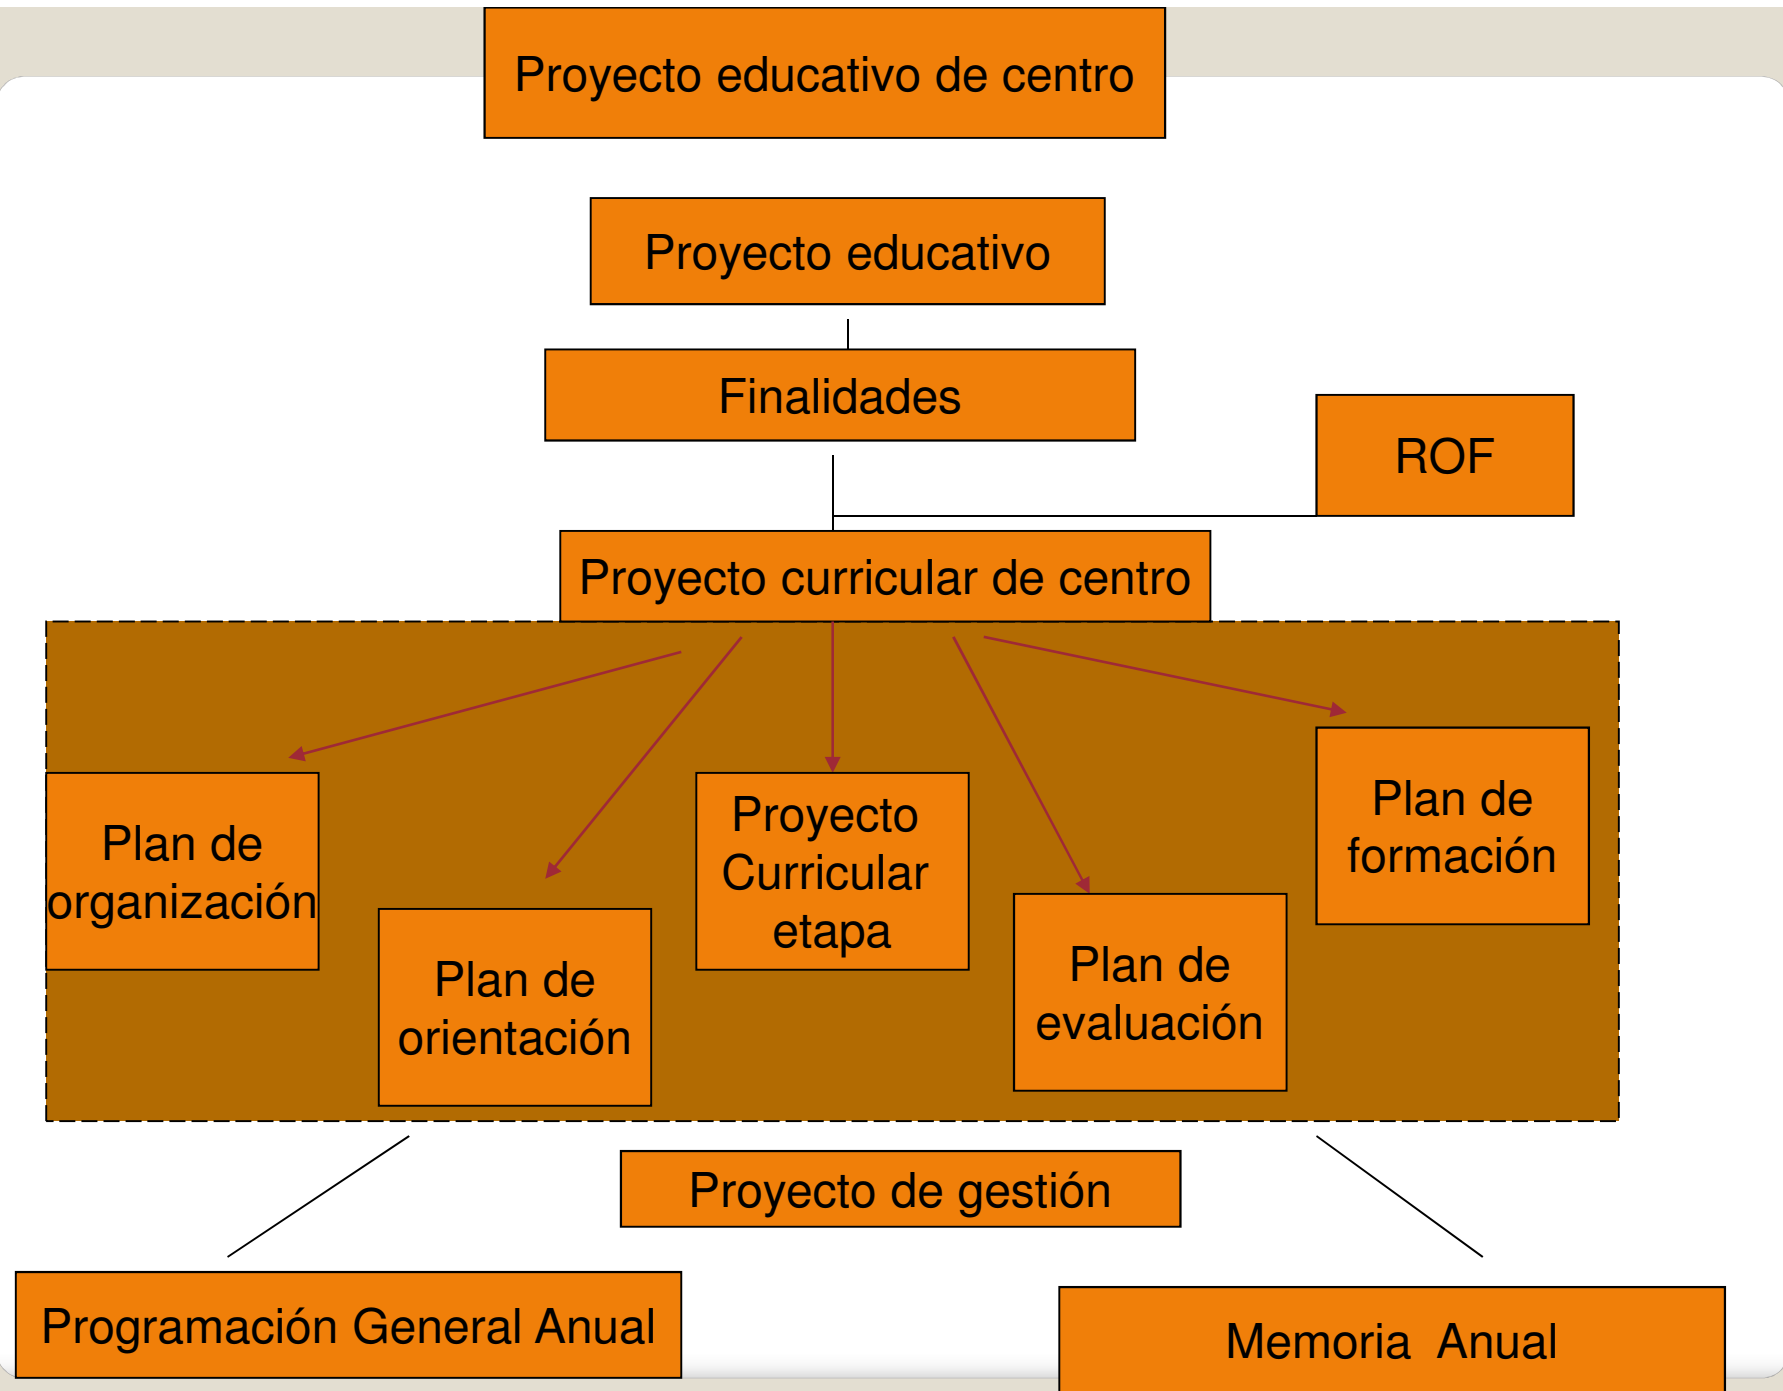 Proyecto educativo de centro
Proyecto educativo
Finalidades
ROF
Proyecto curricular de centro
Plan de
organización
Plan de
orientación
Proyecto
Curricular
etapa
Plan de
evaluación
Plan de
formación
Proyecto de gestión
Programación General Anual
Memoria Anual